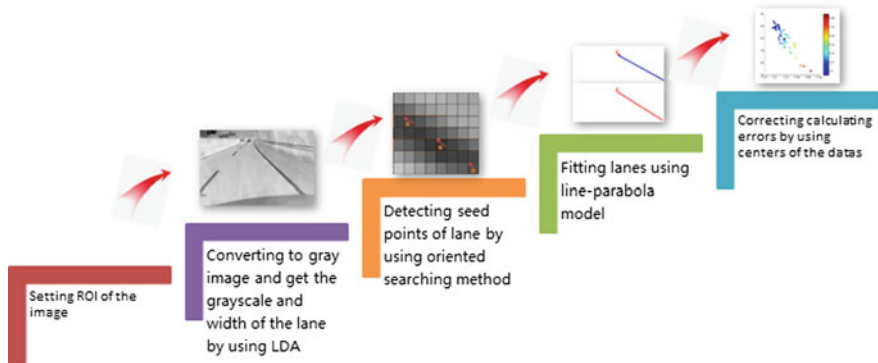 Setting ROI of the
image
Converting to gray
image and get the
grayscale and
width of the lane
by using LDA
Detecting seed
points of lane by
using oriented
searching method
Fitting lanes using
line-parabola
model
Correcting calculating
errors by using
centers of the datas